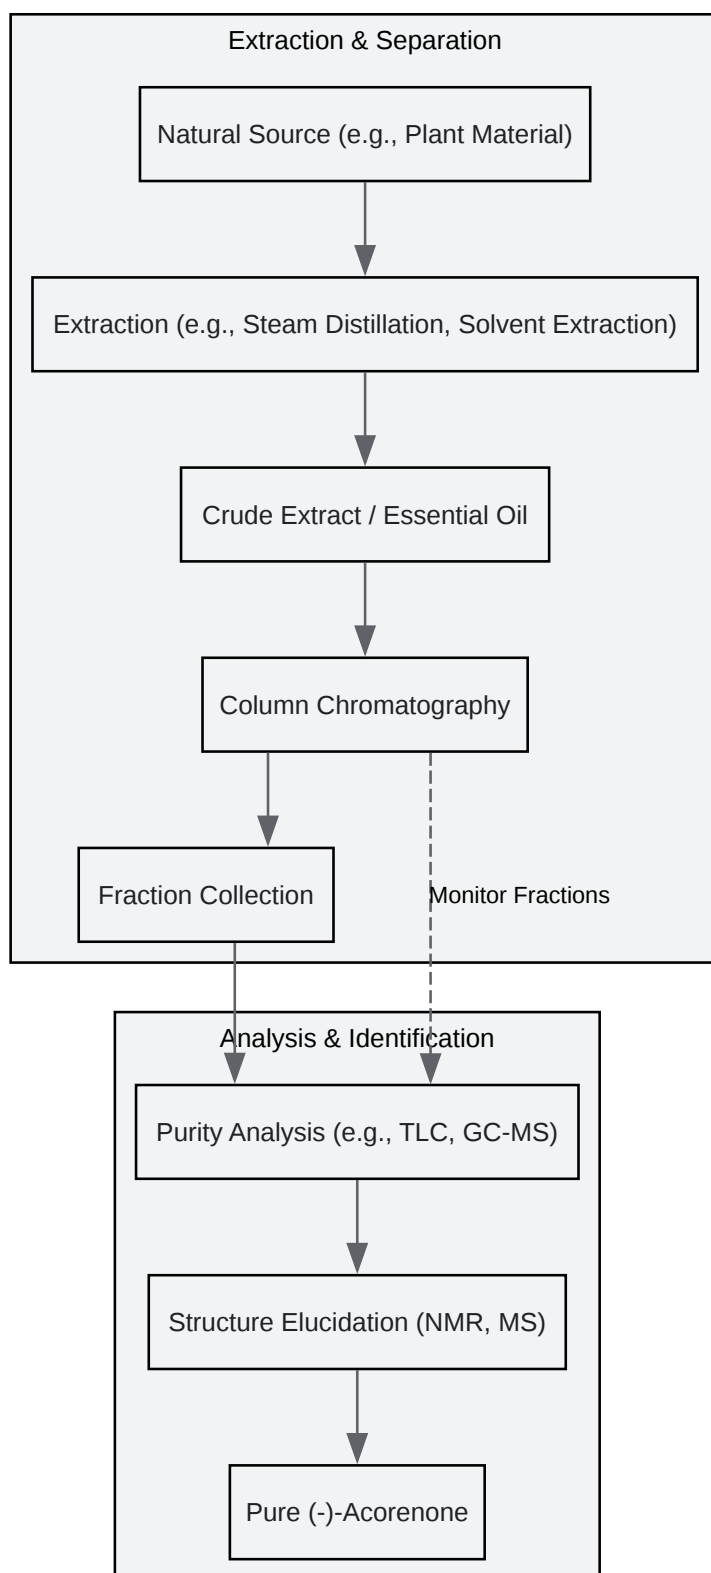 Extraction & Separation
Natural Source (e.g., Plant Material)
Extraction (e.g., Steam Distillation, Solvent Extraction)
Crude Extract / Essential Oil
Column Chromatography
Fraction Collection
Monitor Fractions
Analysis & Identification
Purity Analysis (e.g., TLC, GC-MS)
Structure Elucidation (NMR, MS)
Pure (-)-Acorenone